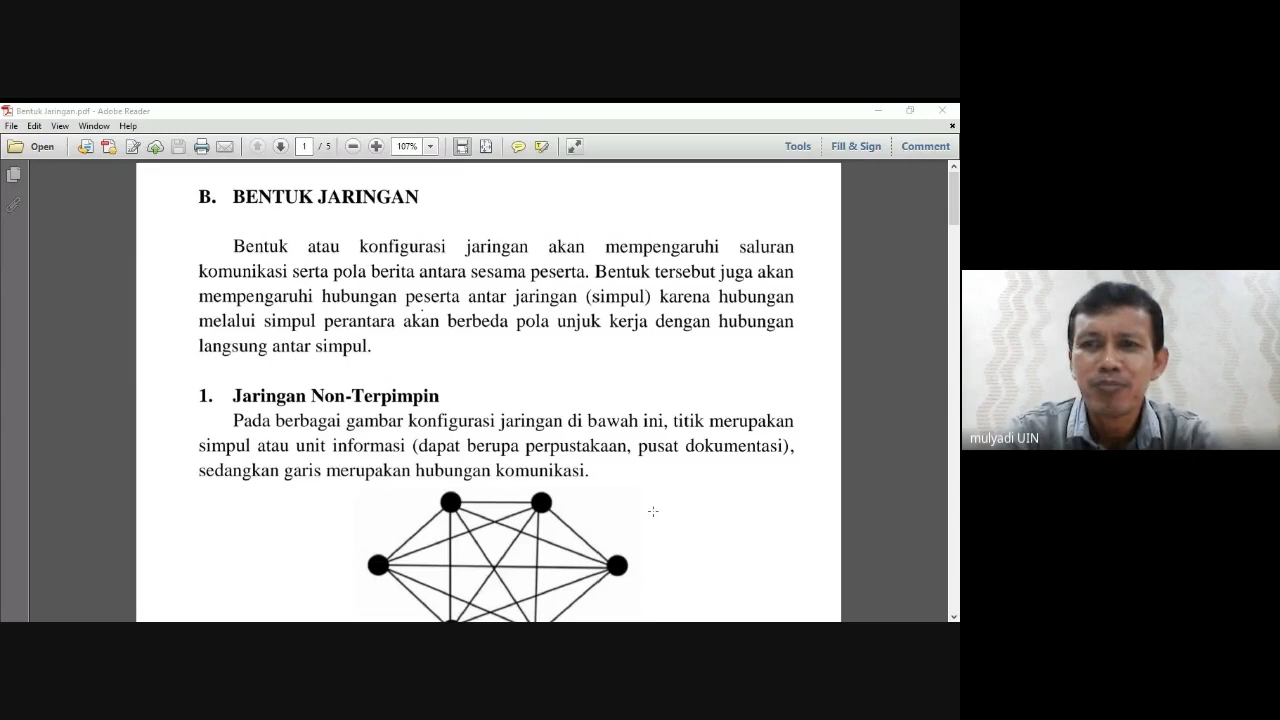 Bentuk Jaringan.pdf - Adobe Reader
File Edit View Window Help
Open 1 / 5 107% Tools Fill & Sign Comment
B. BENTUK JARINGAN
Bentuk atau konfigurasi jaringan akan mempengaruhi saluran
komunikasi serta pola berita antara sesama peserta. Bentuk tersebut juga akan
mempengaruhi hubungan peserta antar jaringan (simpul) karena hubungan
melalui simpul perantara akan berbeda pola unjuk kerja dengan hubungan
langsung antar simpul.
1. Jaringan Non-Terpimpin
Pada berbagai gambar konfigurasi jaringan di bawah ini, titik merupakan
simpul atau unit informasi (dapat berupa perpustakaan, pusat dokumentasi),
sedangkan garis merupakan hubungan komunikasi.
mulyadi UIN